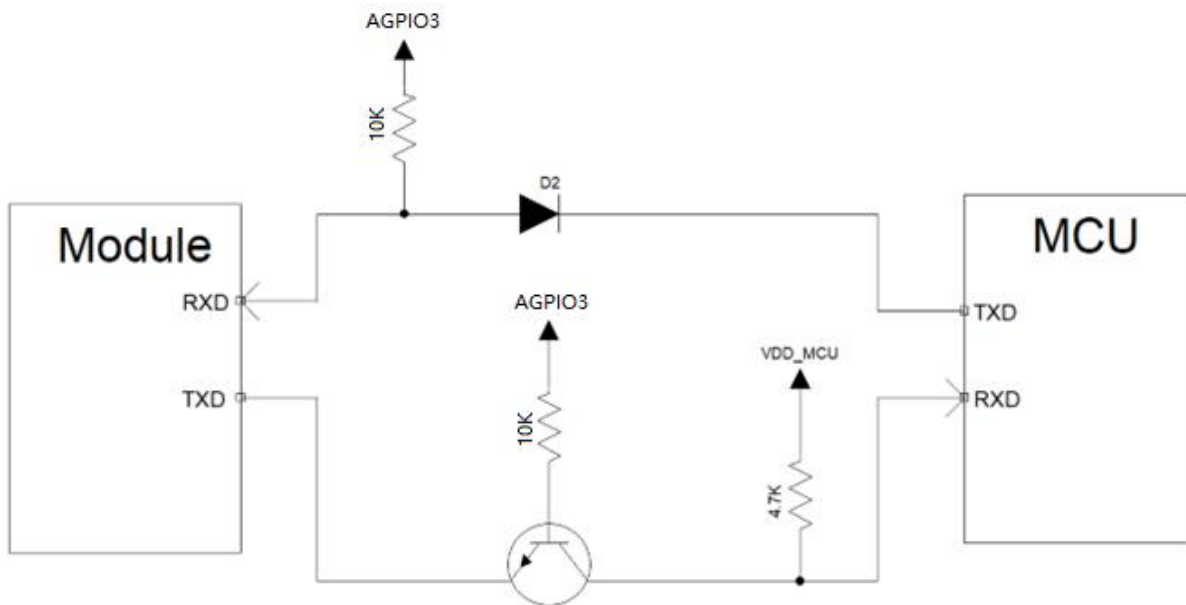 AGPIO3
10K
D2
Module
MCU
RXD
AGPIO3
TXD
VDD_MCU
TXD
RXD
10K
4.7K